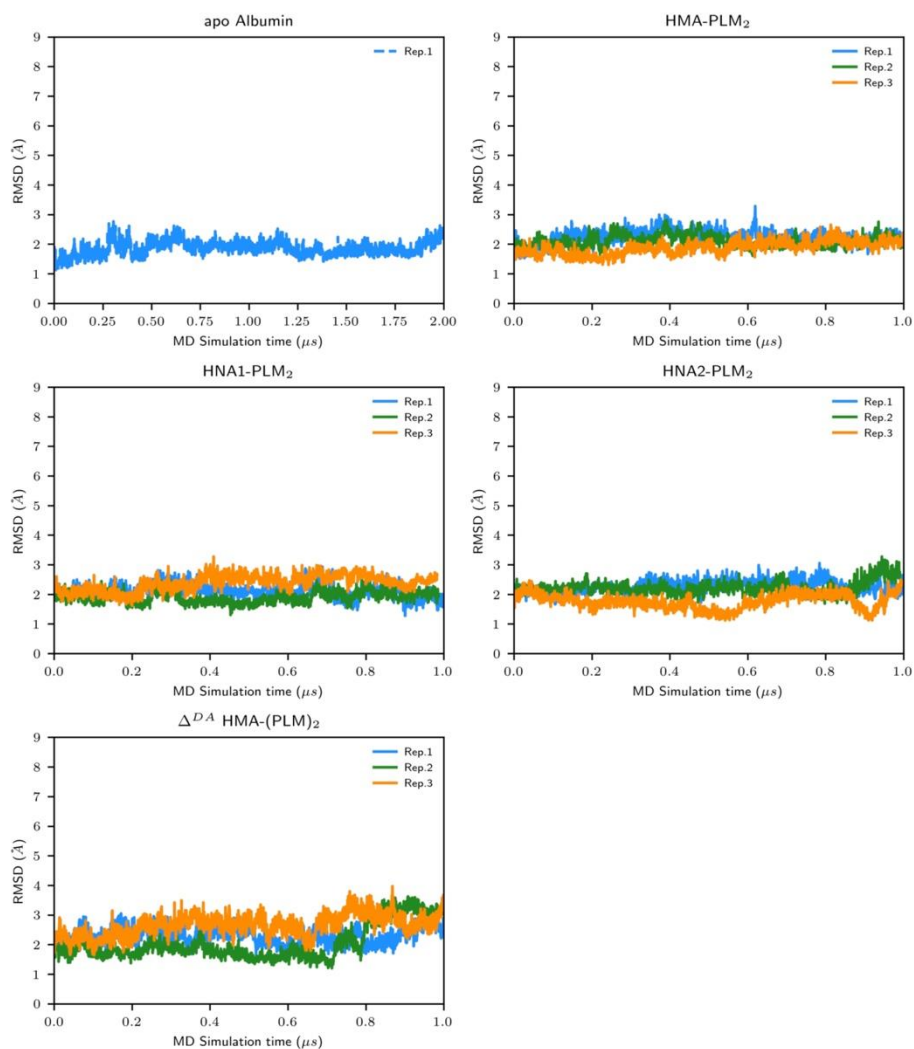 apo Albumin
Rep.1
RMSD (Å)
9
8
7
6
5
4
3
2
1
0
0.00 0.25 0.50 0.75 1.00 1.25 1.50 1.75 2.00
MD Simulation time (μs)
HMA-PLM₂
Rep.1
Rep.2
Rep.3
RMSD (Å)
9
8
7
6
5
4
3
2
1
0
0.0 0.2 0.4 0.6 0.8 1.0
MD Simulation time (μs)
HNA1-PLM₂
Rep.1
Rep.2
Rep.3
RMSD (Å)
9
8
7
6
5
4
3
2
1
0
0.0 0.2 0.4 0.6 0.8 1.0
MD Simulation time (μs)
HNA2-PLM₂
Rep.1
Rep.2
Rep.3
RMSD (Å)
9
8
7
6
5
4
3
2
1
0
0.0 0.2 0.4 0.6 0.8 1.0
MD Simulation time (μs)
Δᴰᴬ HMA-(PLM)₂
Rep.1
Rep.2
Rep.3
RMSD (Å)
9
8
7
6
5
4
3
2
1
0
0.0 0.2 0.4 0.6 0.8 1.0
MD Simulation time (μs)